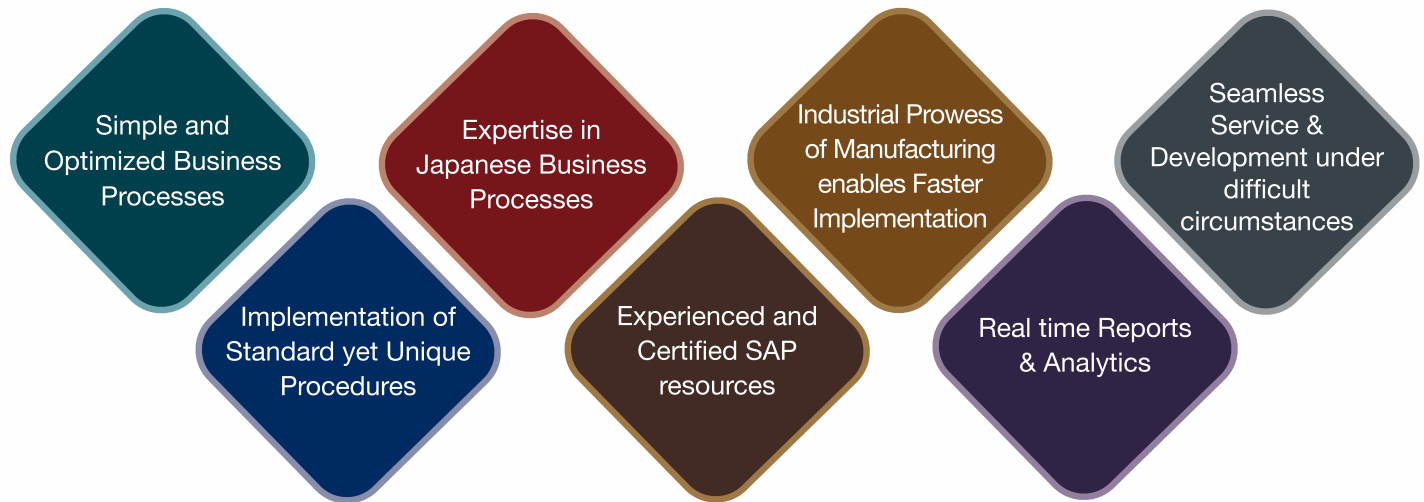 Simple and
Optimized Business
Processes
Implementation of
Standard yet Unique
Procedures
Expertise in
Japanese Business
Processes
Experienced and
Certified SAP
resources
Industrial Prowess
of Manufacturing
enables Faster
Implementation
Real time Reports
& Analytics
Seamless
Service &
Development under
difficult
circumstances